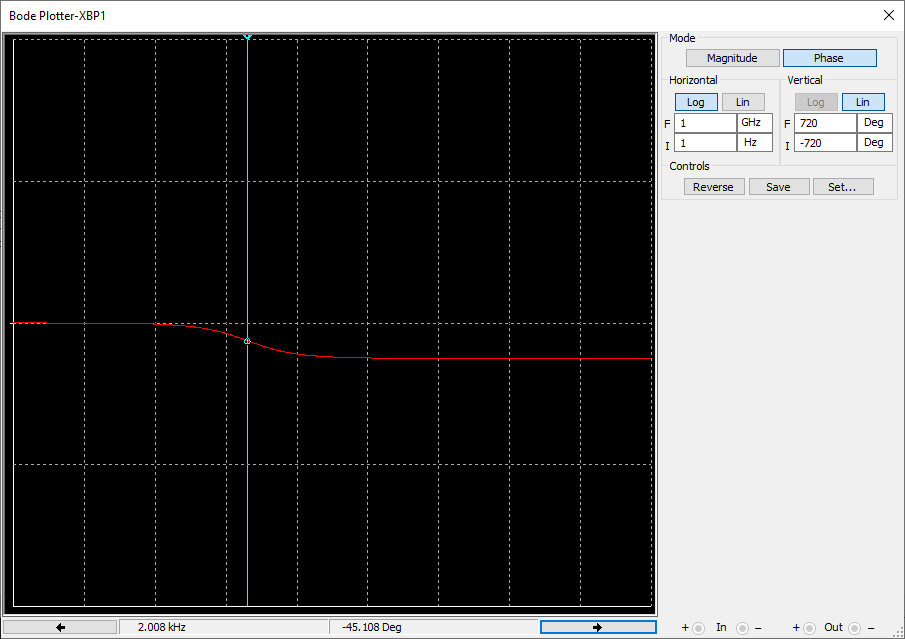 Bode Plotter-XBP1
Mode
Magnitude Phase
Horizontal Vertical
Log Lin Log Lin
F 1 GHz F 720 Deg
I 1 Hz I -720 Deg
Controls
Reverse Save Set...
2.008 kHz -45.108 Deg
+ In − + Out −